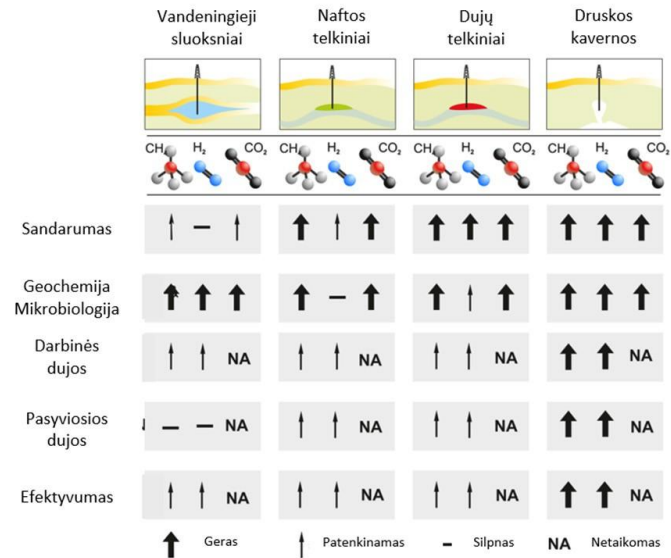 Vandeningieji
sluoksniai
Naftos
telkiniai
Dujų
telkiniai
Druskos
kavernos
CH₄ H₂ CO₂
CH₄ H₂ CO₂
CH₄ H₂ CO₂
CH₄ H₂ CO₂
Sandarumas
Geochemija
Mikrobiologija
Darbinės
dujos
NA NA NA NA
Pasyviosios
dujos
NA NA NA NA
Efektyvumas
NA NA NA NA
Geras Patenkinamas Silpnas NA Netaikomas